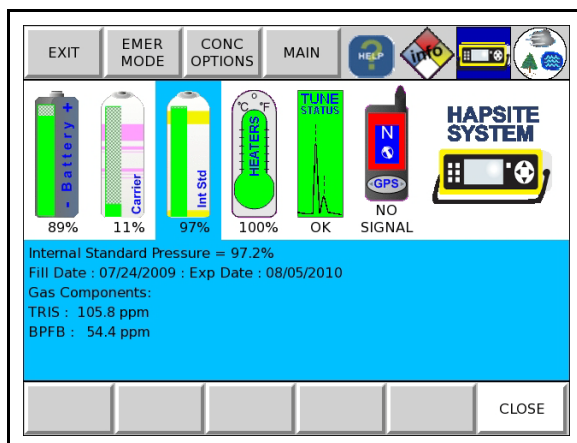 EXIT
EMER
MODE
CONC
OPTIONS
MAIN
HELP
info
- Battery +
Carrier
Int Std
°C °F
HEATERS
TUNE
STATUS
N
GPS
HAPSITE
SYSTEM
89%
11%
97%
100%
OK
NO
SIGNAL
Internal Standard Pressure = 97.2%
Fill Date : 07/24/2009 : Exp Date : 08/05/2010
Gas Components:
TRIS : 105.8 ppm
BPFB : 54.4 ppm
CLOSE